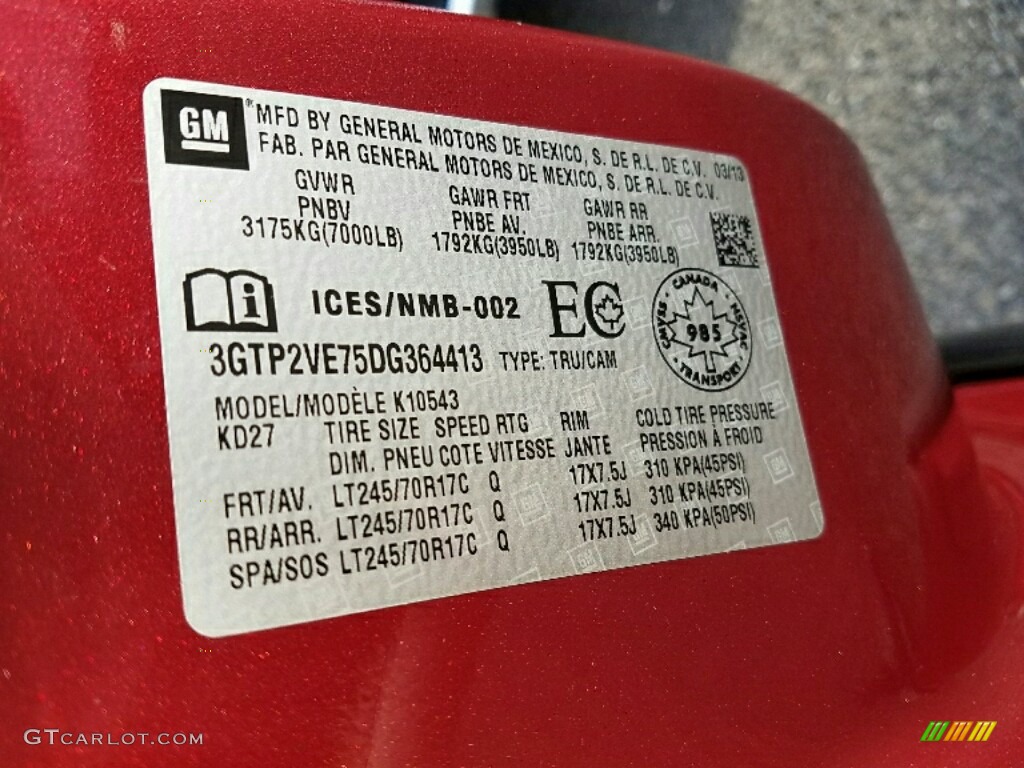 GM ® MFD BY GENERAL MOTORS DE MEXICO, S. DE R.L. DE C.V. 03/13
FAB. PAR GENERAL MOTORS DE MEXICO, S. DE R.L. DE C.V.
GVWR GAWR FRT GAWR RR
PNBV PNBE AV. PNBE ARR.
3175KG(7000LB) 1792KG(3950LB) 1792KG(3950LB)
i ICES/NMB-002 EC
CANADA
NSVAC
985
CMVSS
TRANSPORT
3GTP2VE75DG364413 TYPE: TRU/CAM
MODEL/MODÈLE K10543
KD27 TIRE SIZE SPEED RTG RIM COLD TIRE PRESSURE
DIM. PNEU COTE VITESSE JANTE PRESSION À FROID
FRT/AV. LT245/70R17C Q 17X7.5J 310 KPA(45PSI)
RR/ARR. LT245/70R17C Q 17X7.5J 310 KPA(45PSI)
SPA/SOS LT245/70R17C Q 17X7.5J 340 KPA(50PSI)
GTCARLOT.COM